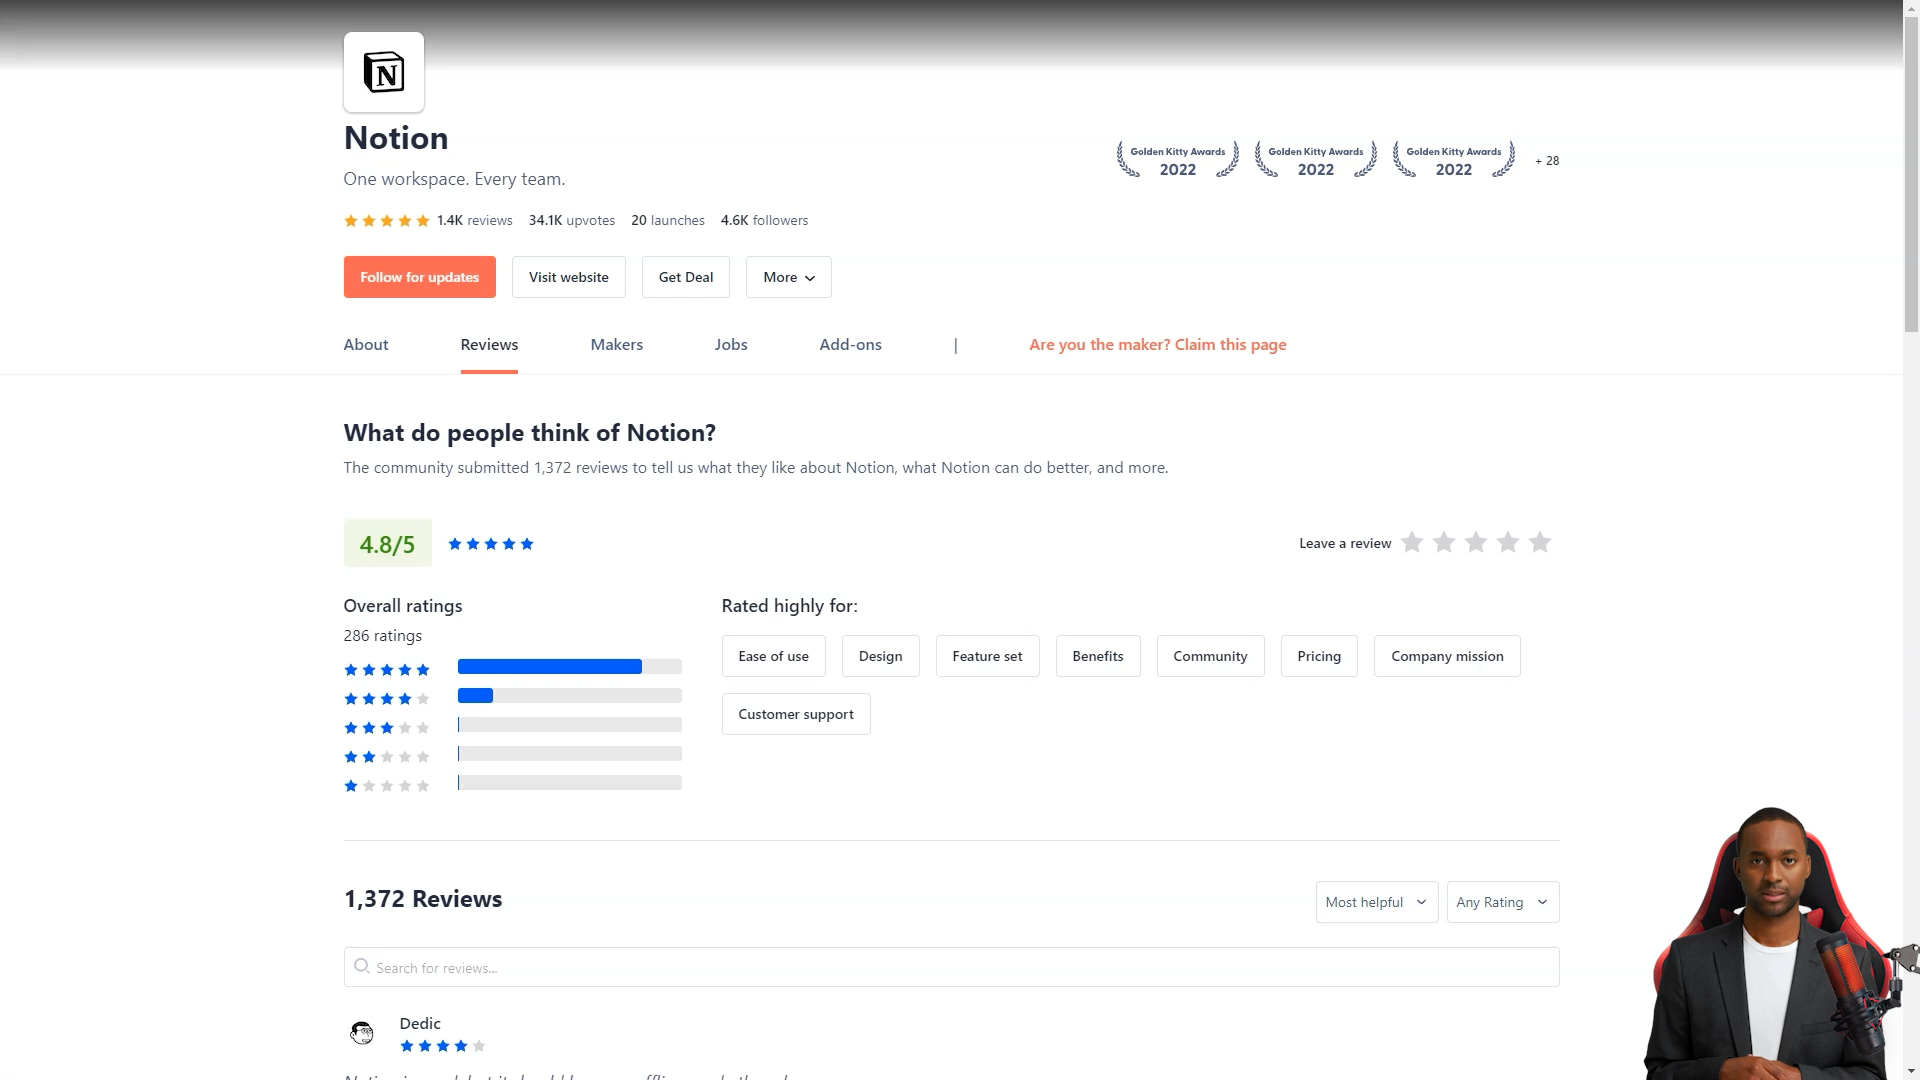 N
Notion
One workspace. Every team.
1.4K reviews 34.1K upvotes 20 launches 4.6K followers
Golden Kitty Awards 2022
Golden Kitty Awards 2022
Golden Kitty Awards 2022
+ 28
Follow for updates Visit website Get Deal More
About Reviews Makers Jobs Add-ons | Are you the maker? Claim this page
What do people think of Notion?
The community submitted 1,372 reviews to tell us what they like about Notion, what Notion can do better, and more.
4.8/5
Leave a review
Overall ratings
286 ratings
Rated highly for:
Ease of use Design Feature set Benefits Community Pricing Company mission
Customer support
1,372 Reviews
Most helpful Any Rating
Search for reviews...
Dedic